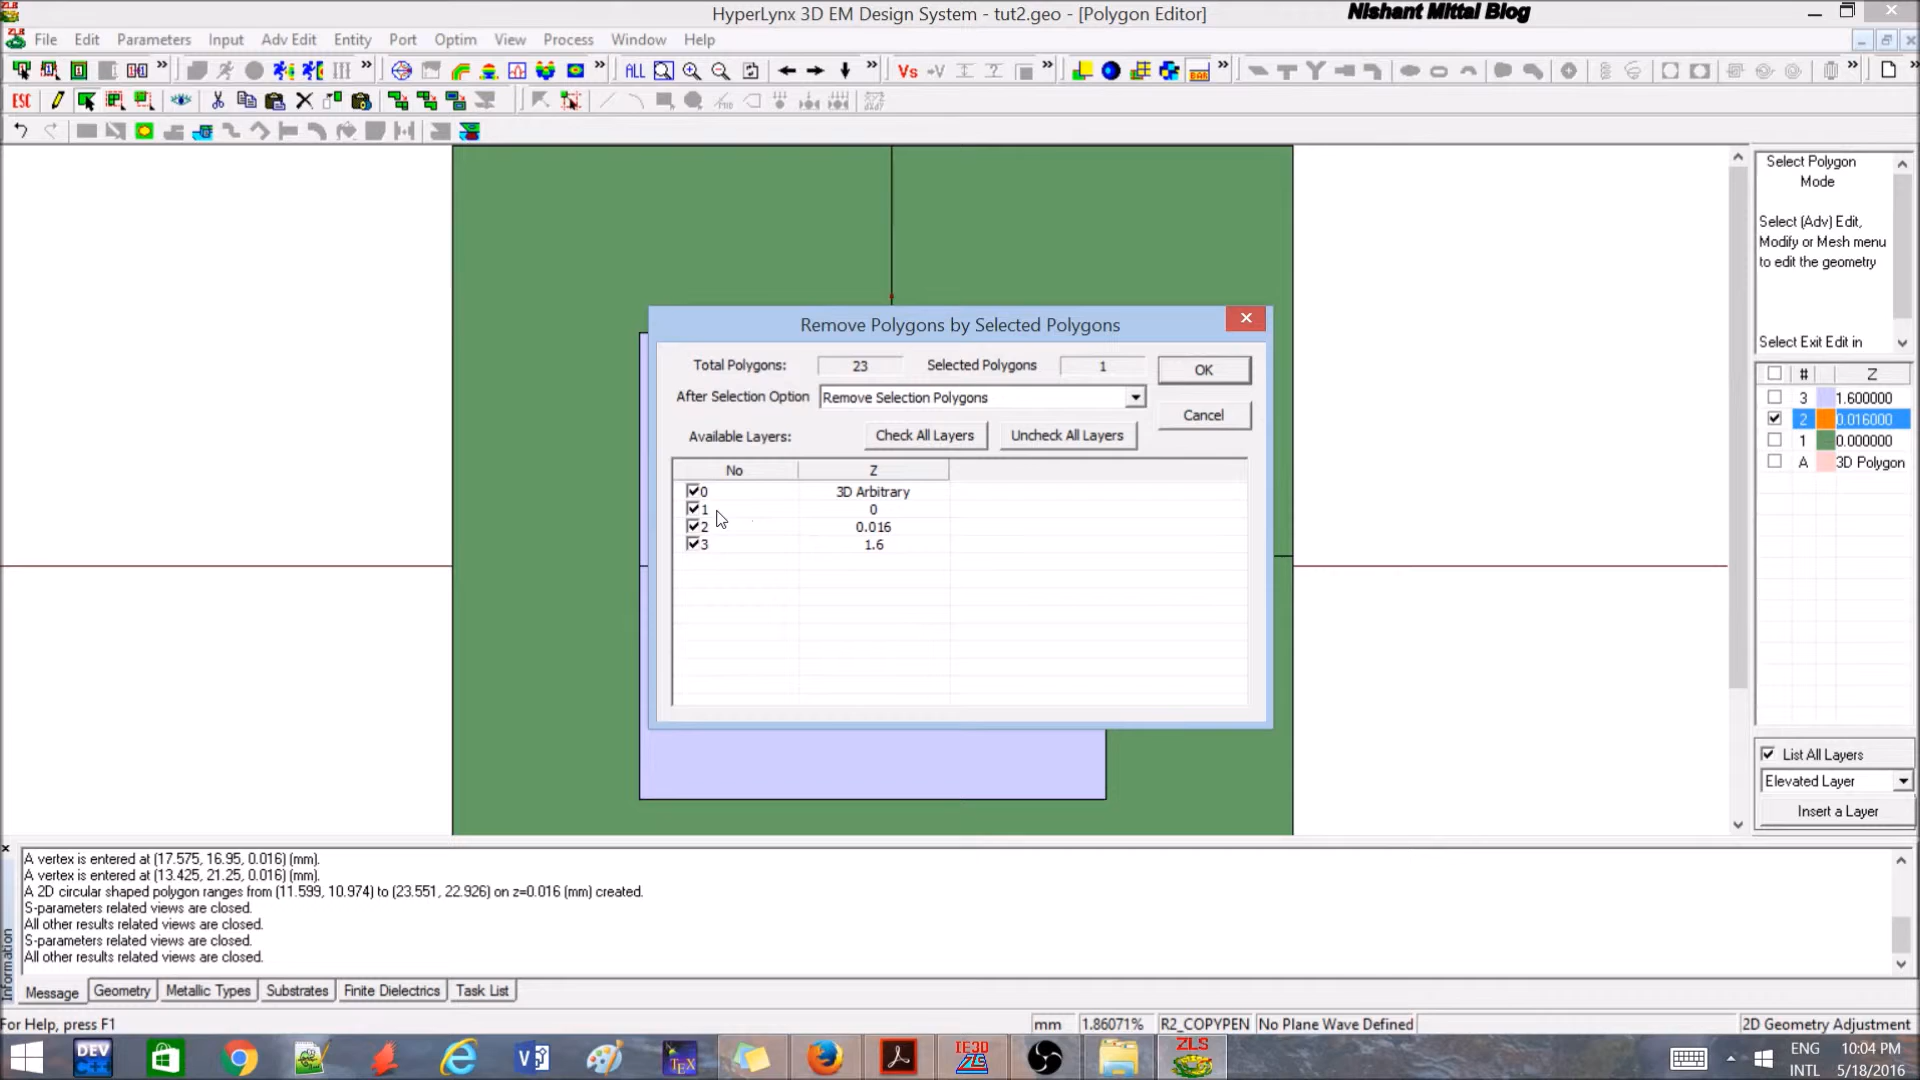 HyperLynx 3D EM Design System - tut2.geo - [Polygon Editor]
Nishant Mittal Blog
File Edit Parameters Input Adv Edit Entity Port Optim View Process Window Help
ALL
Vs -V
ESC
Select Polygon
Mode
Select (Adv) Edit,
Modify or Mesh menu
to edit the geometry
Select Exit Edit in
# Z
3 1.600000
2 0.016000
1 0.000000
A 3D Polygon
List All Layers
Elevated Layer
Insert a Layer
Remove Polygons by Selected Polygons
Total Polygons: 23 Selected Polygons 1 OK
After Selection Option Remove Selection Polygons
Cancel
Available Layers: Check All Layers Uncheck All Layers
No Z
0 3D Arbitrary
1 0
2 0.016
3 1.6
A vertex is entered at (17.575, 16.95, 0.016) (mm).
A vertex is entered at (13.425, 21.25, 0.016) (mm).
A 2D circular shaped polygon ranges from (11.599, 10.974) to (23.551, 22.926) on z=0.016 (mm) created.
S-parameters related views are closed.
All other results related views are closed.
S-parameters related views are closed.
All other results related views are closed.
Information
Message Geometry Metallic Types Substrates Finite Dielectrics Task List
For Help, press F1
mm 1.86071% R2_COPYPEN No Plane Wave Defined 2D Geometry Adjustment
DEV
C++
TEX
IE3D
ZLS
ENG 10:04 PM
INTL 5/18/2016